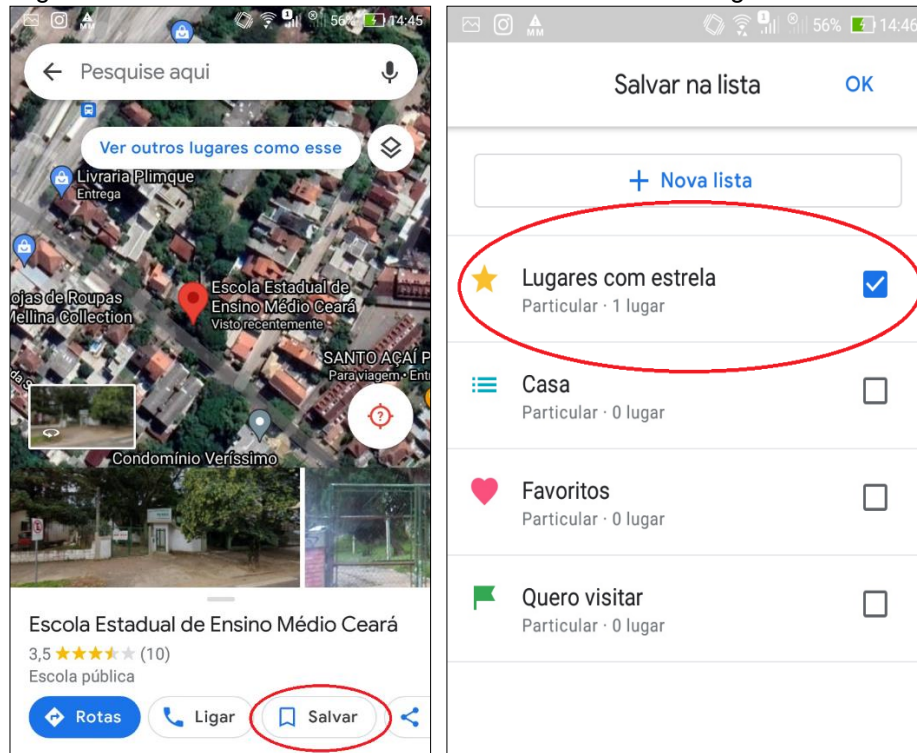 56% 14:45
Pesquise aqui
Ver outros lugares como esse
Livraria Plimque
Entrega
ojas de Roupas
Mellina Collection
Escola Estadual de
Ensino Médio Ceará
Visto recentemente
SANTO AÇAÍ P
Para viagem • Ent
Condomínio Veríssimo
Escola Estadual de Ensino Médio Ceará
3,5 (10)
Escola pública
Rotas
Ligar
Salvar
MM 56% 14:46
Salvar na lista
OK
+ Nova lista
Lugares com estrela
Particular · 1 lugar
Casa
Particular · 0 lugar
Favoritos
Particular · 0 lugar
Quero visitar
Particular · 0 lugar